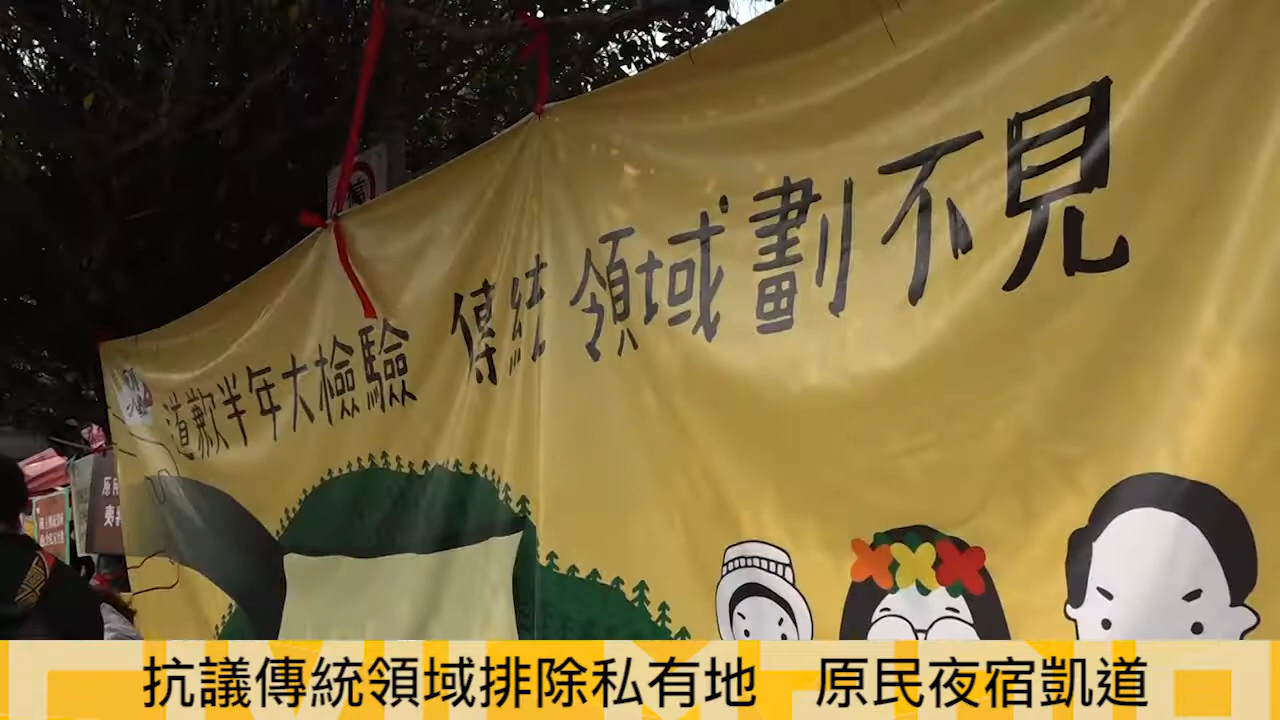 道歉半年大檢驗 傳統領域劃不見
抗議傳統領域排除私有地 原民夜宿凱道